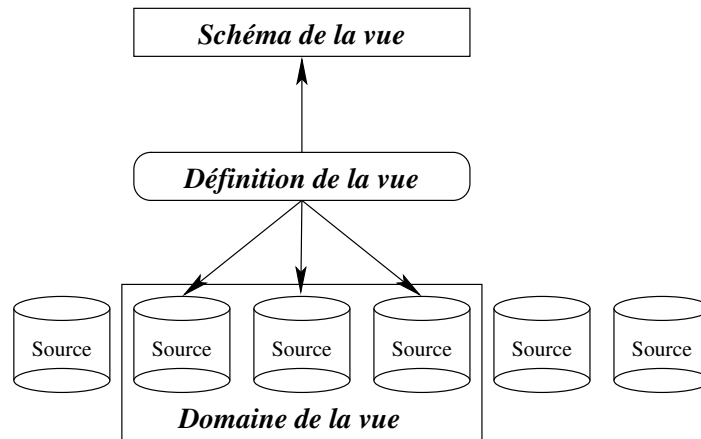 Schéma de la vue
Définition de la vue
Source Source Source Source Source Source
Domaine de la vue